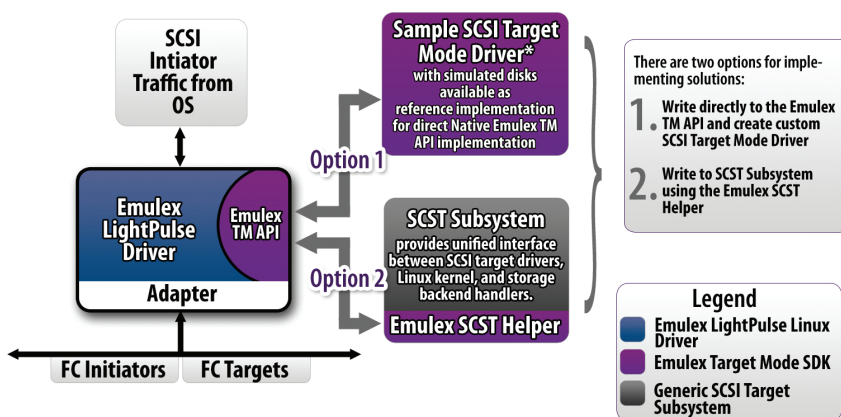 SCSI
Intiator
Traffic from
OS
Emulex
LightPulse
Driver
Emulex
TM API
Adapter
FC Initiators
FC Targets
Option 1
Option 2
Sample SCSI Target
Mode Driver*
with simulated disks
available as
reference implementation
for direct Native Emulex TM
API implementation
SCST Subsystem
provides unified interface
between SCSI target drivers,
Linux kernel, and storage
backend handlers.
Emulex SCST Helper
There are two options for imple-
menting solutions:
1. Write directly to the Emulex
TM API and create custom
SCSI Target Mode Driver
2. Write to SCST Subsystem
using the Emulex SCST
Helper
Legend
Emulex LightPulse Linux
Driver
Emulex Target Mode SDK
Generic SCSI Target
Subsystem